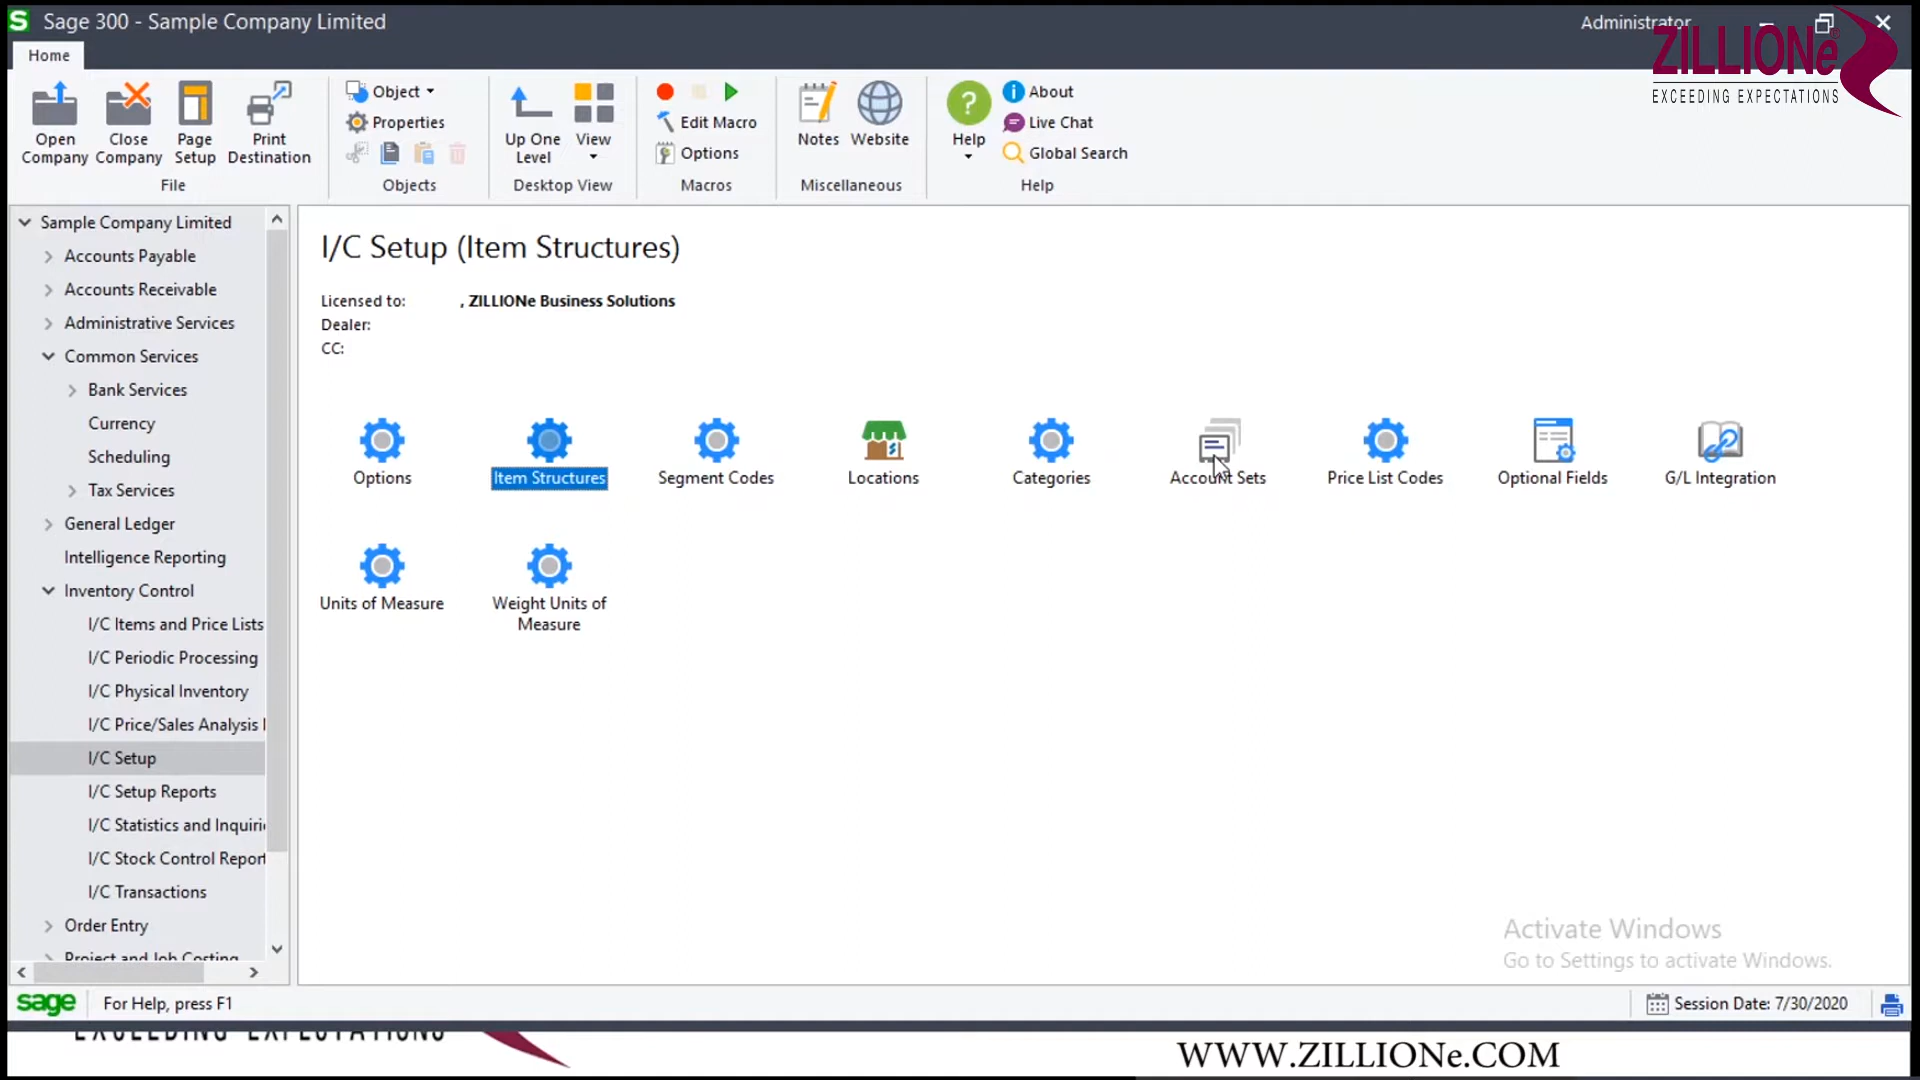 Sage 300 - Sample Company Limited
Administrator
ZILLIONe
EXCEEDING EXPECTATIONS
Home
Open Company
Close Company
Page Setup
Print Destination
File
Object
Properties
Objects
Up One Level
View
Desktop View
Edit Macro
Options
Macros
Notes
Website
Miscellaneous
Help
About
Live Chat
Global Search
Help
Sample Company Limited
Accounts Payable
Accounts Receivable
Administrative Services
Common Services
Bank Services
Currency
Scheduling
Tax Services
General Ledger
Intelligence Reporting
Inventory Control
I/C Items and Price Lists
I/C Periodic Processing
I/C Physical Inventory
I/C Price/Sales Analysis
I/C Setup
I/C Setup Reports
I/C Statistics and Inquiri
I/C Stock Control Report
I/C Transactions
Order Entry
Project and Job Costing
I/C Setup (Item Structures)
Licensed to: , ZILLIONe Business Solutions
Dealer:
CC:
Options
Item Structures
Segment Codes
Locations
Categories
Account Sets
Price List Codes
Optional Fields
G/L Integration
Units of Measure
Weight Units of
Measure
Activate Windows
Go to Settings to activate Windows.
sage
For Help, press F1
Session Date: 7/30/2020
EXCEEDING EXPECTATIONS
WWW.ZILLIONe.COM